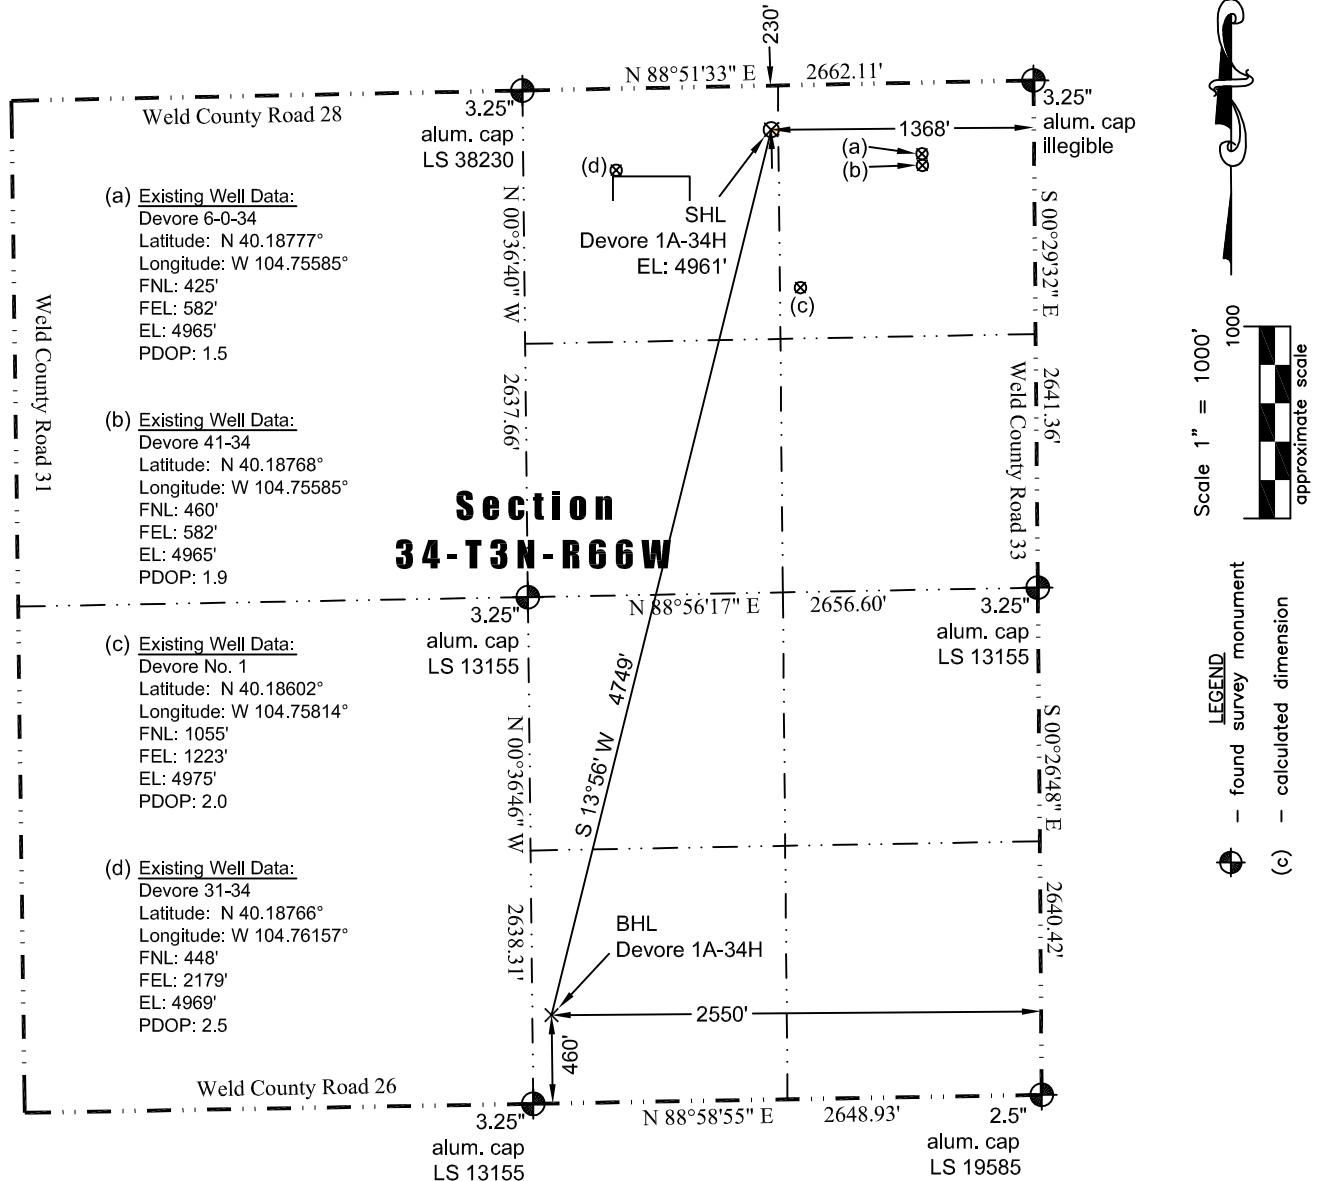 230'
N 88°51'33" E 2662.11'
Weld County Road 28
3.25"
alum. cap
LS 38230
3.25"
alum. cap
illegible
1368'
(a)
(b)
(d)
SHL
Devore 1A-34H
EL: 4961'
(c)
N 00°36'40" W
2637.66'
S 00°29'32" E
2641.36'
Weld County Road 33
Weld County Road 31
(a) Existing Well Data:
Devore 6-0-34
Latitude: N 40.18777°
Longitude: W 104.75585°
FNL: 425'
FEL: 582'
EL: 4965'
PDOP: 1.5
(b) Existing Well Data:
Devore 41-34
Latitude: N 40.18768°
Longitude: W 104.75585°
FNL: 460'
FEL: 582'
EL: 4965'
PDOP: 1.9
Section
34-T3N-R66W
N 88°56'17" E 2656.60'
3.25"
alum. cap
LS 13155
3.25"
alum. cap
LS 13155
(c) Existing Well Data:
Devore No. 1
Latitude: N 40.18602°
Longitude: W 104.75814°
FNL: 1055'
FEL: 1223'
EL: 4975'
PDOP: 2.0
(d) Existing Well Data:
Devore 31-34
Latitude: N 40.18766°
Longitude: W 104.76157°
FNL: 448'
FEL: 2179'
EL: 4969'
PDOP: 2.5
S 13°56' W 4749'
N 00°36'46" W
2638.31'
S 00°26'48" E
2640.42'
BHL
Devore 1A-34H
2550'
460'
Weld County Road 26
N 88°58'55" E 2648.93'
3.25"
alum. cap
LS 13155
2.5"
alum. cap
LS 19585
Scale 1" = 1000'
1000
approximate scale
LEGEND
- found survey monument
(c) - calculated dimension